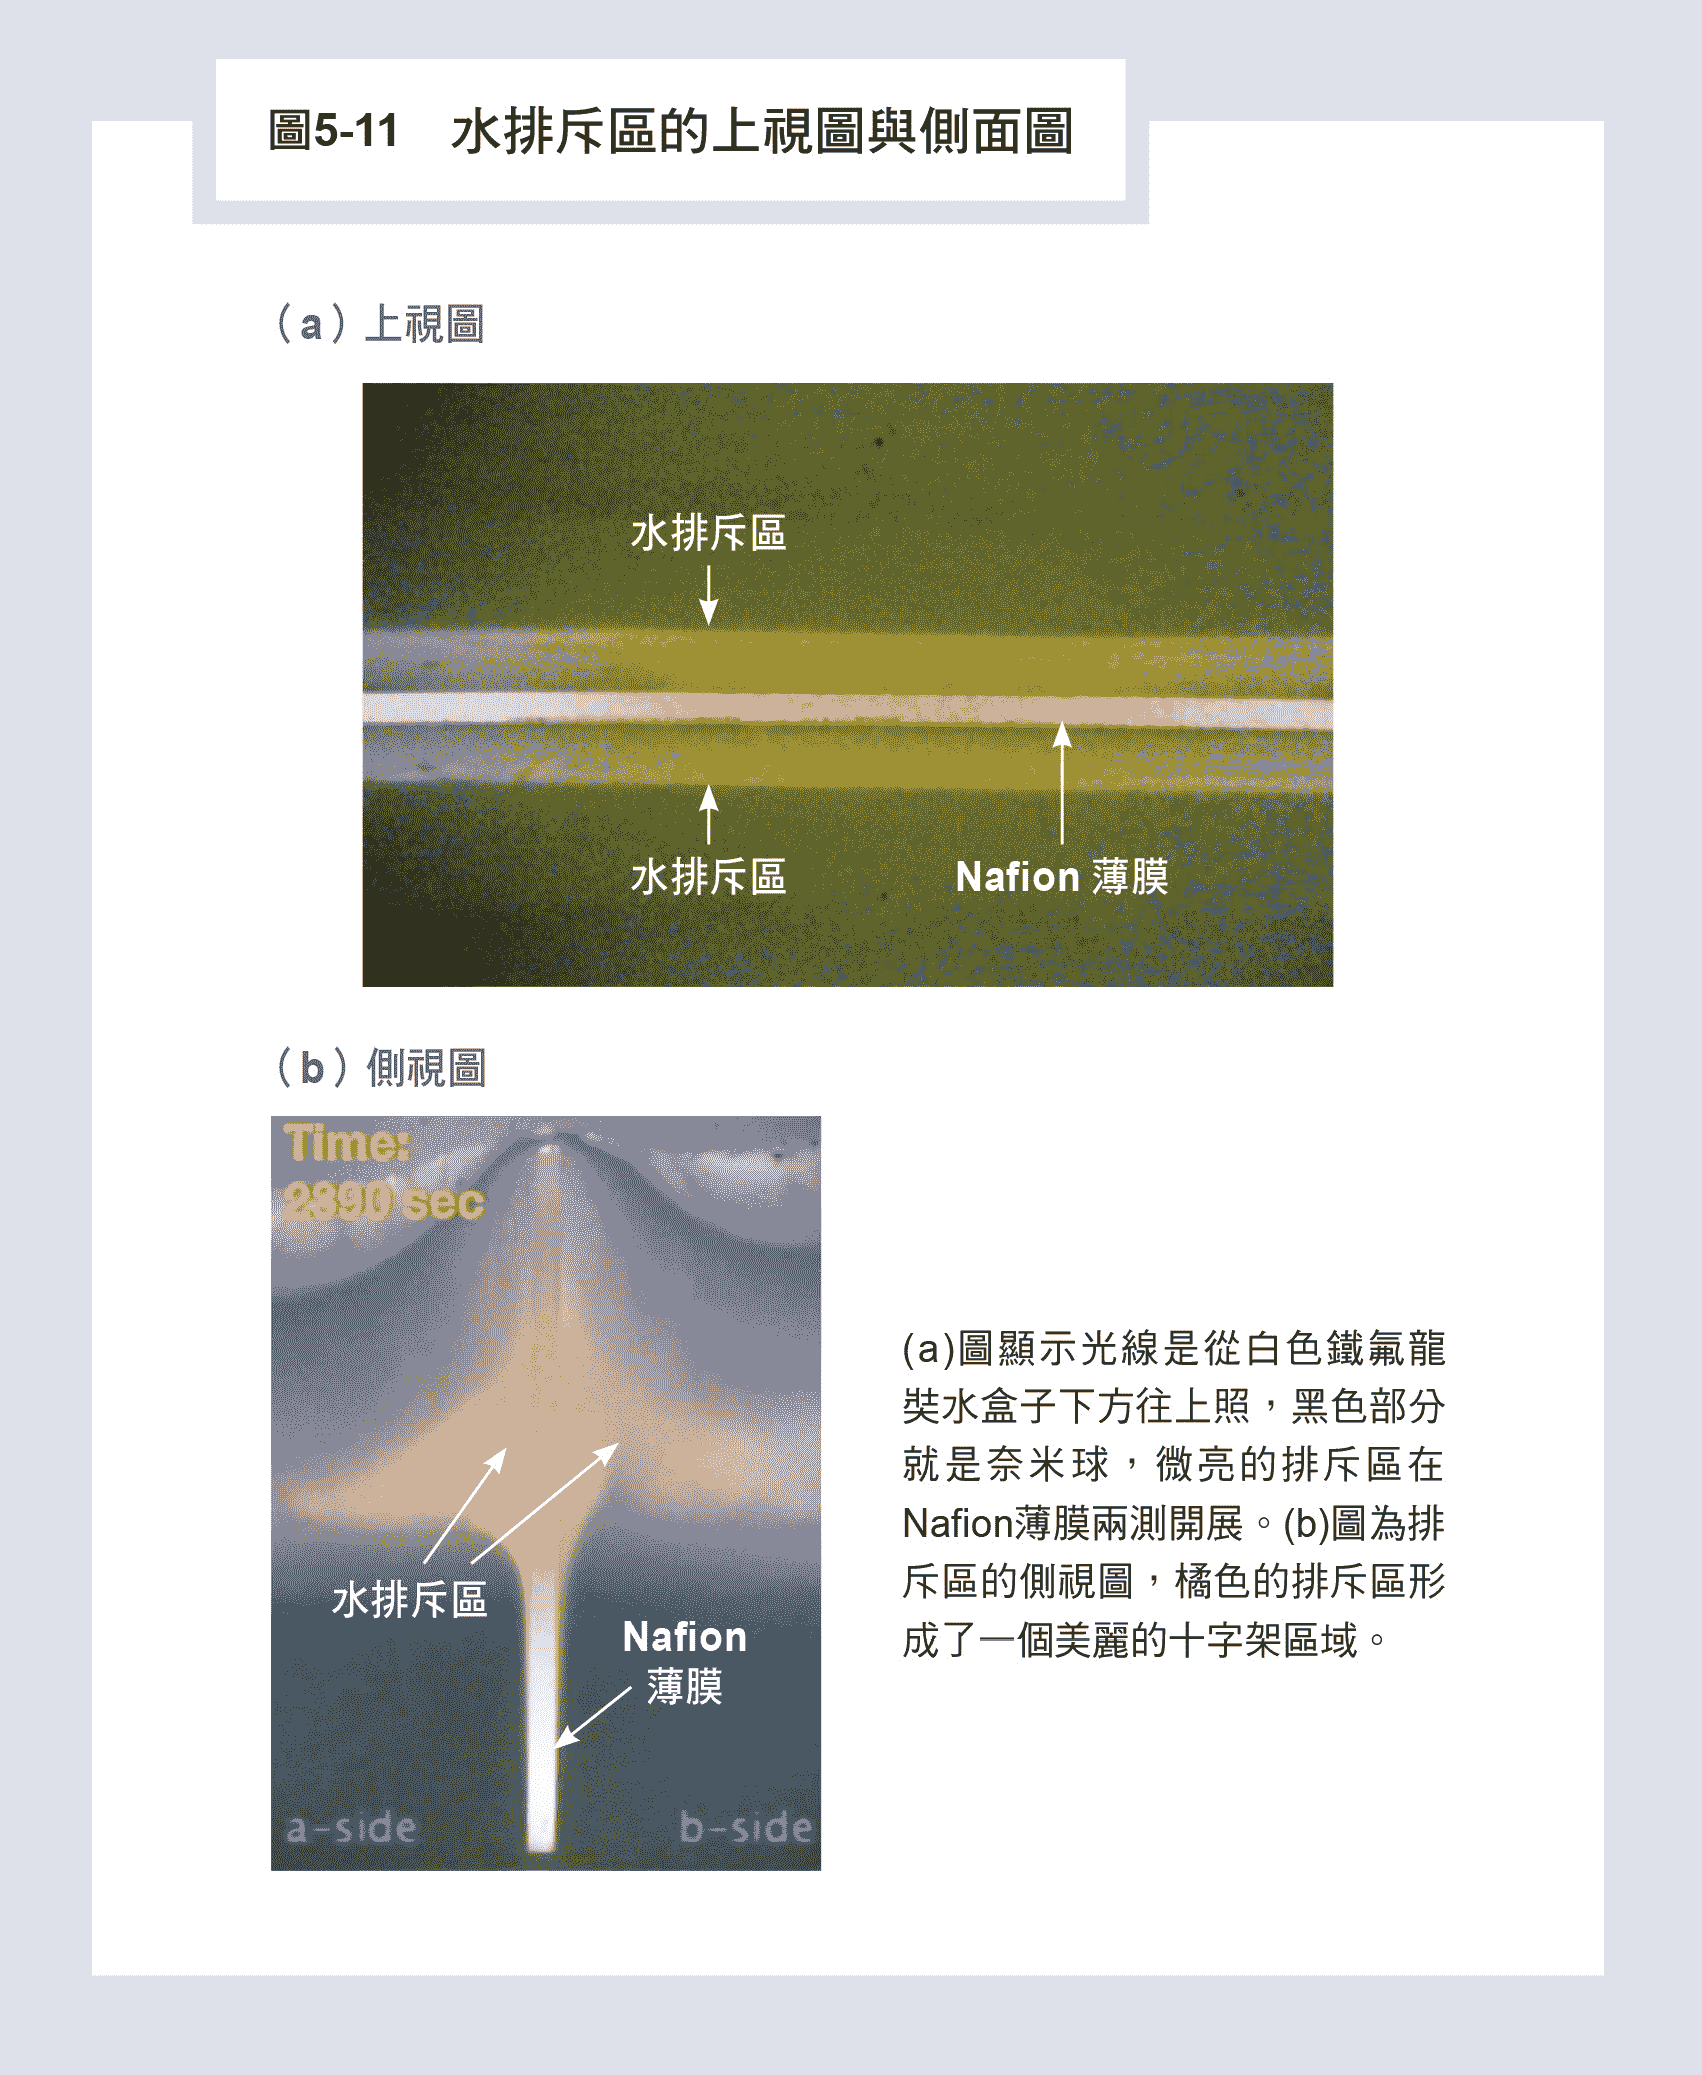 圖5-11　水排斥區的上視圖與側面圖
（a）上視圖
水排斥區
水排斥區
Nafion 薄膜
（b）側視圖
Time:
2890 sec
水排斥區
Nafion
薄膜
a-side
b-side
(a)圖顯示光線是從白色鐵氟龍
奘水盒子下方往上照，黑色部分
就是奈米球，微亮的排斥區在
Nafion薄膜兩測開展。(b)圖為排
斥區的側視圖，橘色的排斥區形
成了一個美麗的十字架區域。